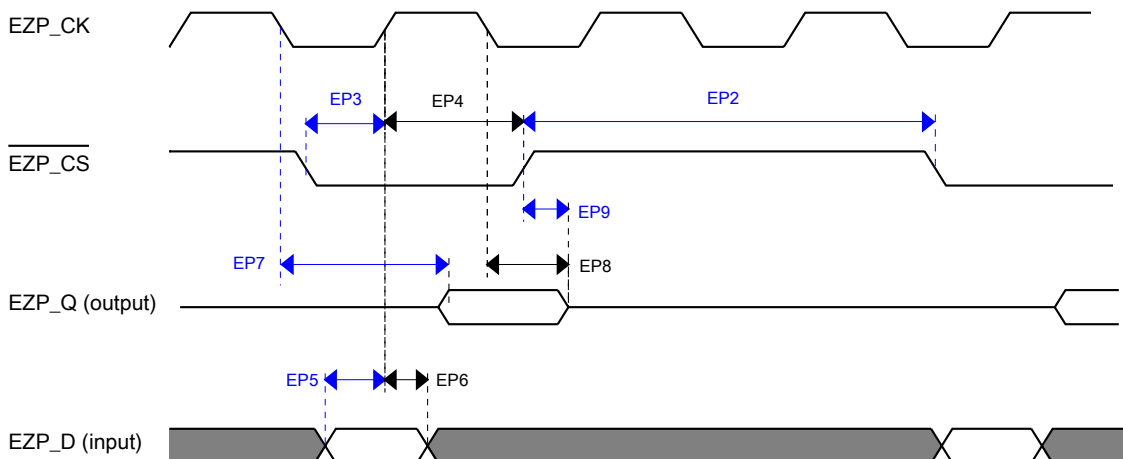 EZP_CK
EP3
EP4
EP2
EZP_CS
EP9
EP7
EP8
EZP_Q (output)
EP5
EP6
EZP_D (input)